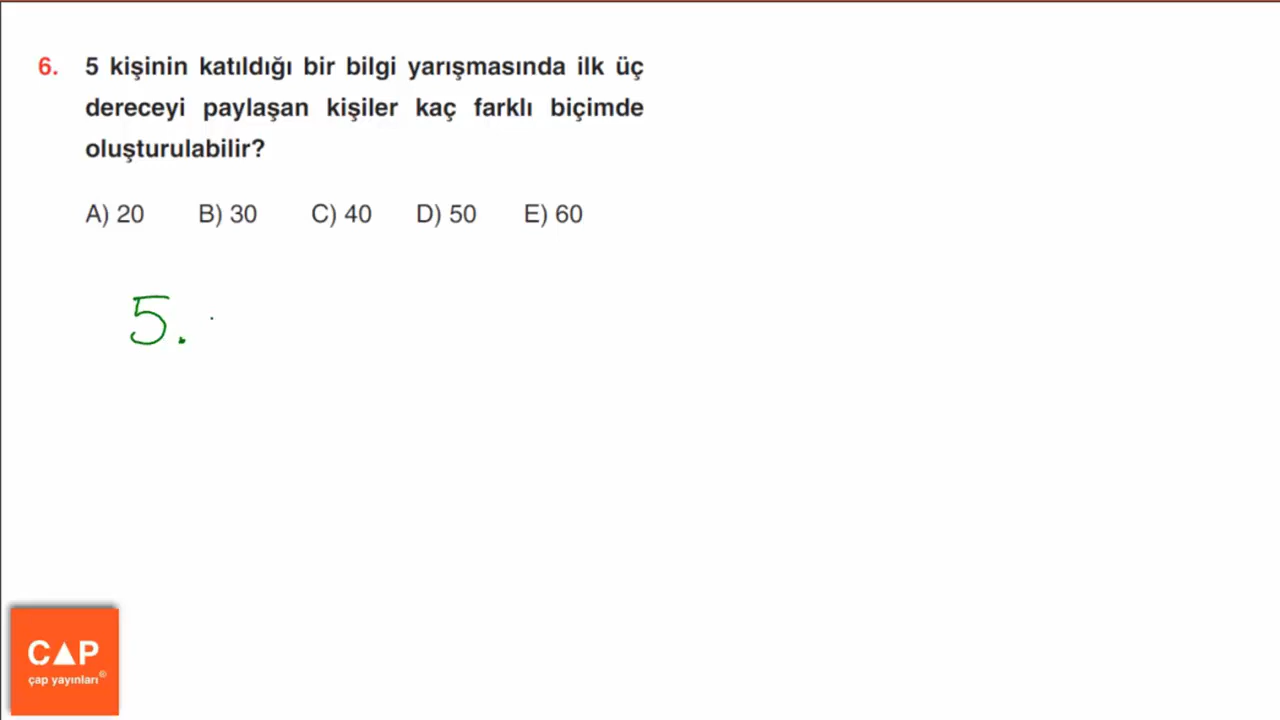 6. 5 kişinin katıldığı bir bilgi yarışmasında ilk üç
dereceyi paylaşan kişiler kaç farklı biçimde
oluşturulabilir?
A) 20 B) 30 C) 40 D) 50 E) 60
5.
CAP
çap yayınları®